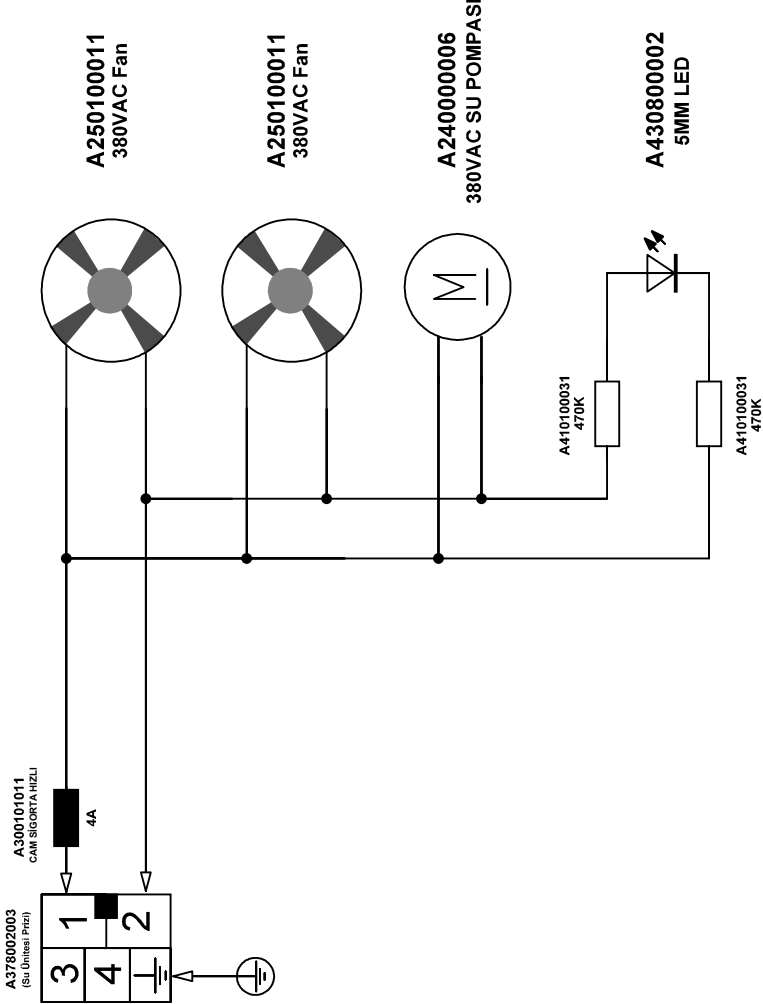 A250100011
380VAC Fan
A250100011
380VAC Fan
A240000006
380VAC SU POMPASI
A430800002
5MM LED
M
A410100031
470K
A410100031
470K
A300101011
CAM SİGORTA HIZLI
4A
A378002003
(Su Ünitesi Prizi)
1
2
3
4